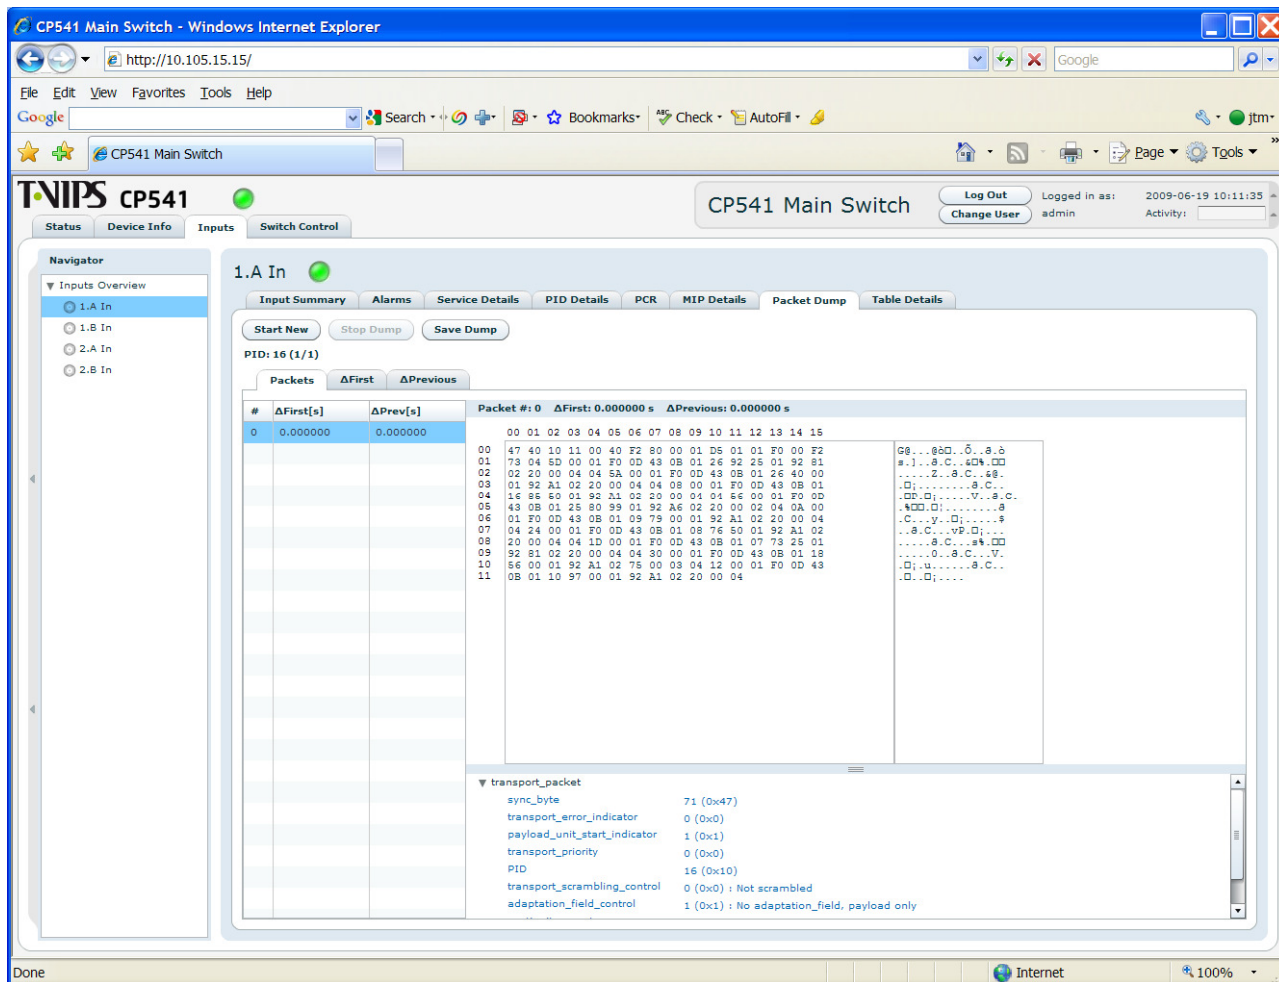 CP541 Main Switch - Windows Internet Explorer
http://10.105.15.15/
Google
File Edit View Favorites Tools Help
Google Search Bookmarks Check AutoFill jtm
CP541 Main Switch
Page Tools
T·VIPS CP541
CP541 Main Switch
Log Out Logged in as: 2009-06-19 10:11:35
Change User admin Activity:
Status Device Info Inputs Switch Control
Navigator
Inputs Overview
1.A In
1.B In
2.A In
2.B In
1.A In
Input Summary Alarms Service Details PID Details PCR MIP Details Packet Dump Table Details
Start New Stop Dump Save Dump
PID: 16 (1/1)
Packets ΔFirst ΔPrevious
# ΔFirst[s] ΔPrev[s]
0 0.000000 0.000000
Packet #: 0 ΔFirst: 0.000000 s ΔPrevious: 0.000000 s
00 01 02 03 04 05 06 07 08 09 10 11 12 13 14 15
00 47 40 10 11 00 40 F2 80 00 01 D5 01 01 F0 00 F2
01 73 04 5D 00 01 F0 0D 43 0B 01 26 92 25 01 92 81
02 02 20 00 04 04 5A 00 01 F0 0D 43 0B 01 26 40 00
03 01 92 A1 02 20 00 04 04 08 00 01 F0 0D 43 0B 01
04 16 85 50 01 92 A1 02 20 00 04 04 56 00 01 F0 0D
05 43 0B 01 25 80 99 01 92 A6 02 20 00 02 04 0A 00
06 01 F0 0D 43 0B 01 09 79 00 01 92 A1 02 20 00 04
07 04 24 00 01 F0 0D 43 0B 01 08 76 50 01 92 A1 02
08 20 00 04 04 1D 00 01 F0 0D 43 0B 01 07 73 25 01
09 92 81 02 20 00 04 04 30 00 01 F0 0D 43 0B 01 18
10 56 00 01 92 A1 02 75 00 03 04 12 00 01 F0 0D 43
11 0B 01 10 97 00 01 92 A1 02 20 00 04
transport_packet
sync_byte 71 (0x47)
transport_error_indicator 0 (0x0)
payload_unit_start_indicator 1 (0x1)
transport_priority 0 (0x0)
PID 16 (0x10)
transport_scrambling_control 0 (0x0) : Not scrambled
adaptation_field_control 1 (0x1) : No adaptation_field, payload only
Done Internet 100%